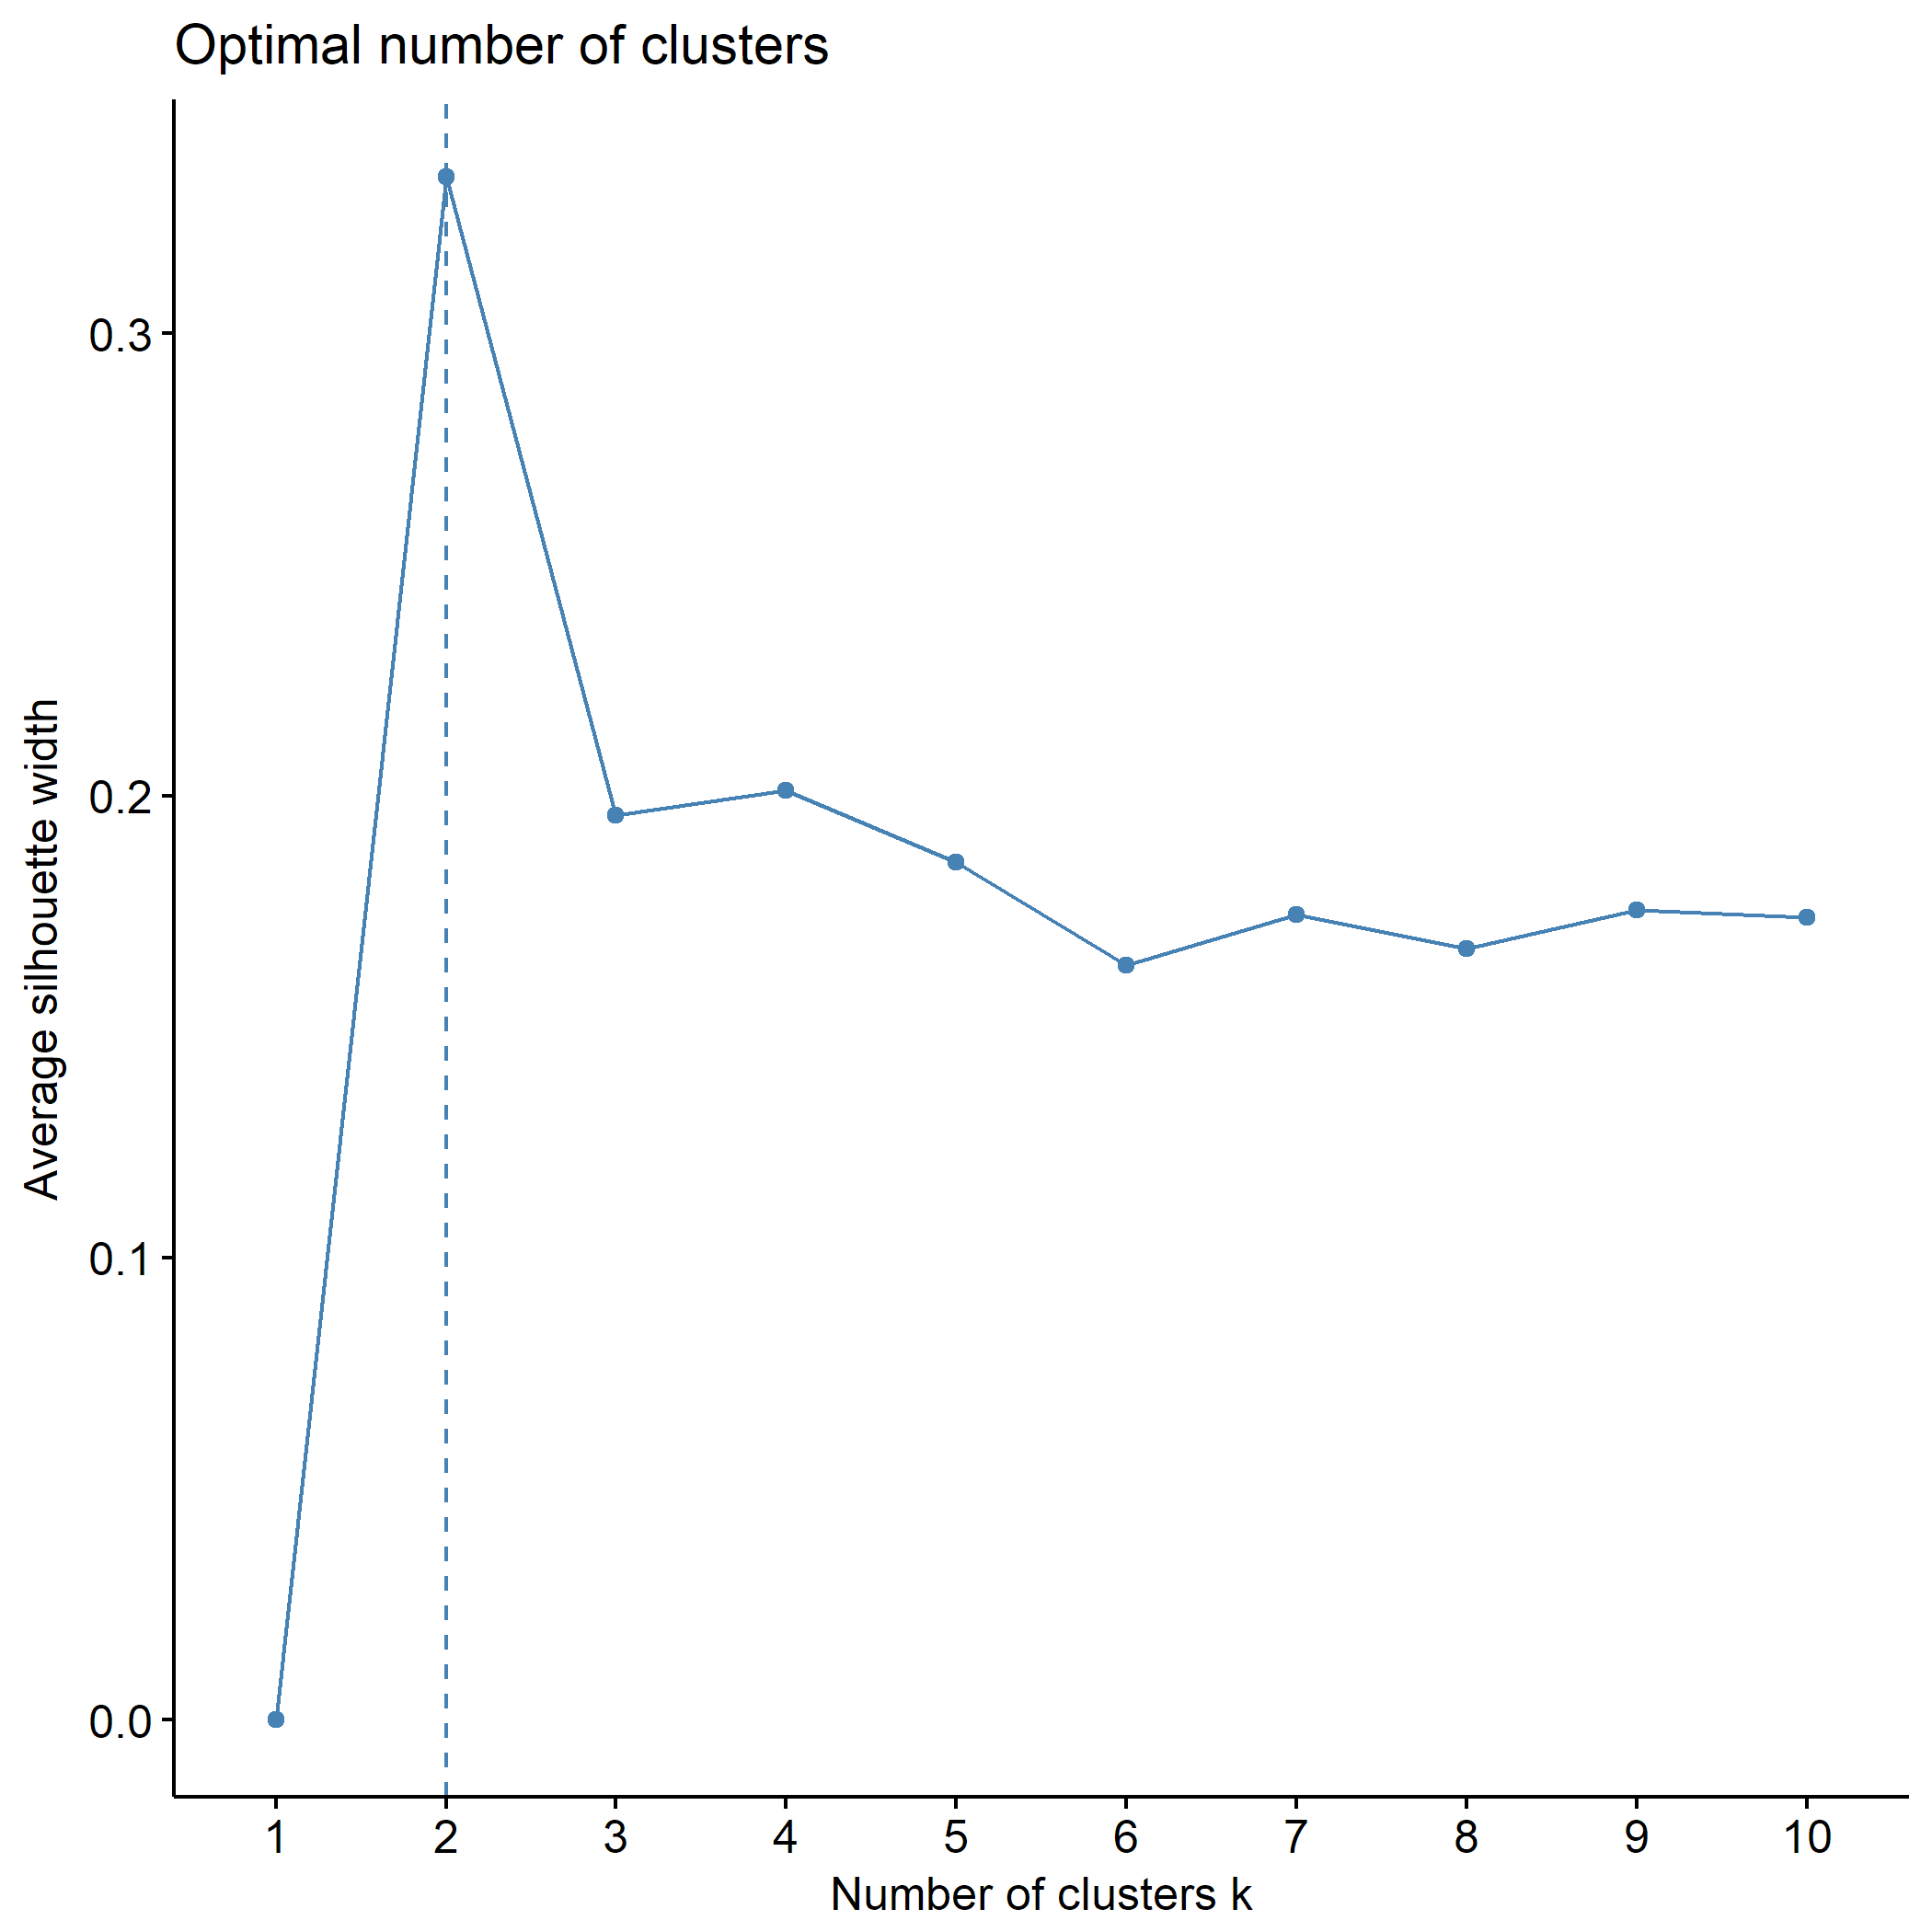 Optimal number of clusters
Average silhouette width
0.3
0.2
0.1
0.0
1 2 3 4 5 6 7 8 9 10
Number of clusters k